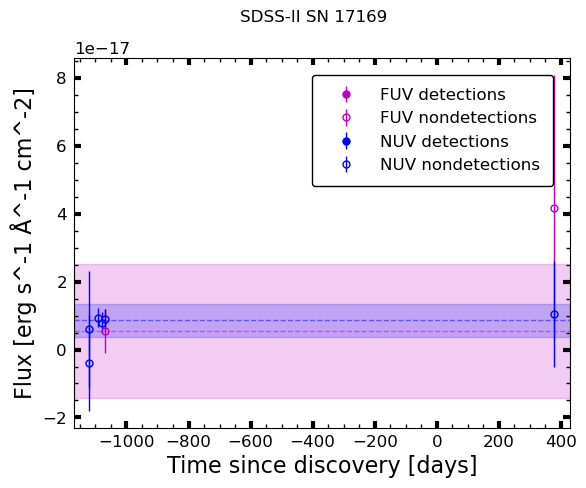 SDSS-II SN 17169
1e−17
FUV detections
FUV nondetections
NUV detections
NUV nondetections
8
6
4
2
0
−2
Flux [erg s^-1 Å^-1 cm^-2]
−1000 −800 −600 −400 −200 0 200 400
Time since discovery [days]